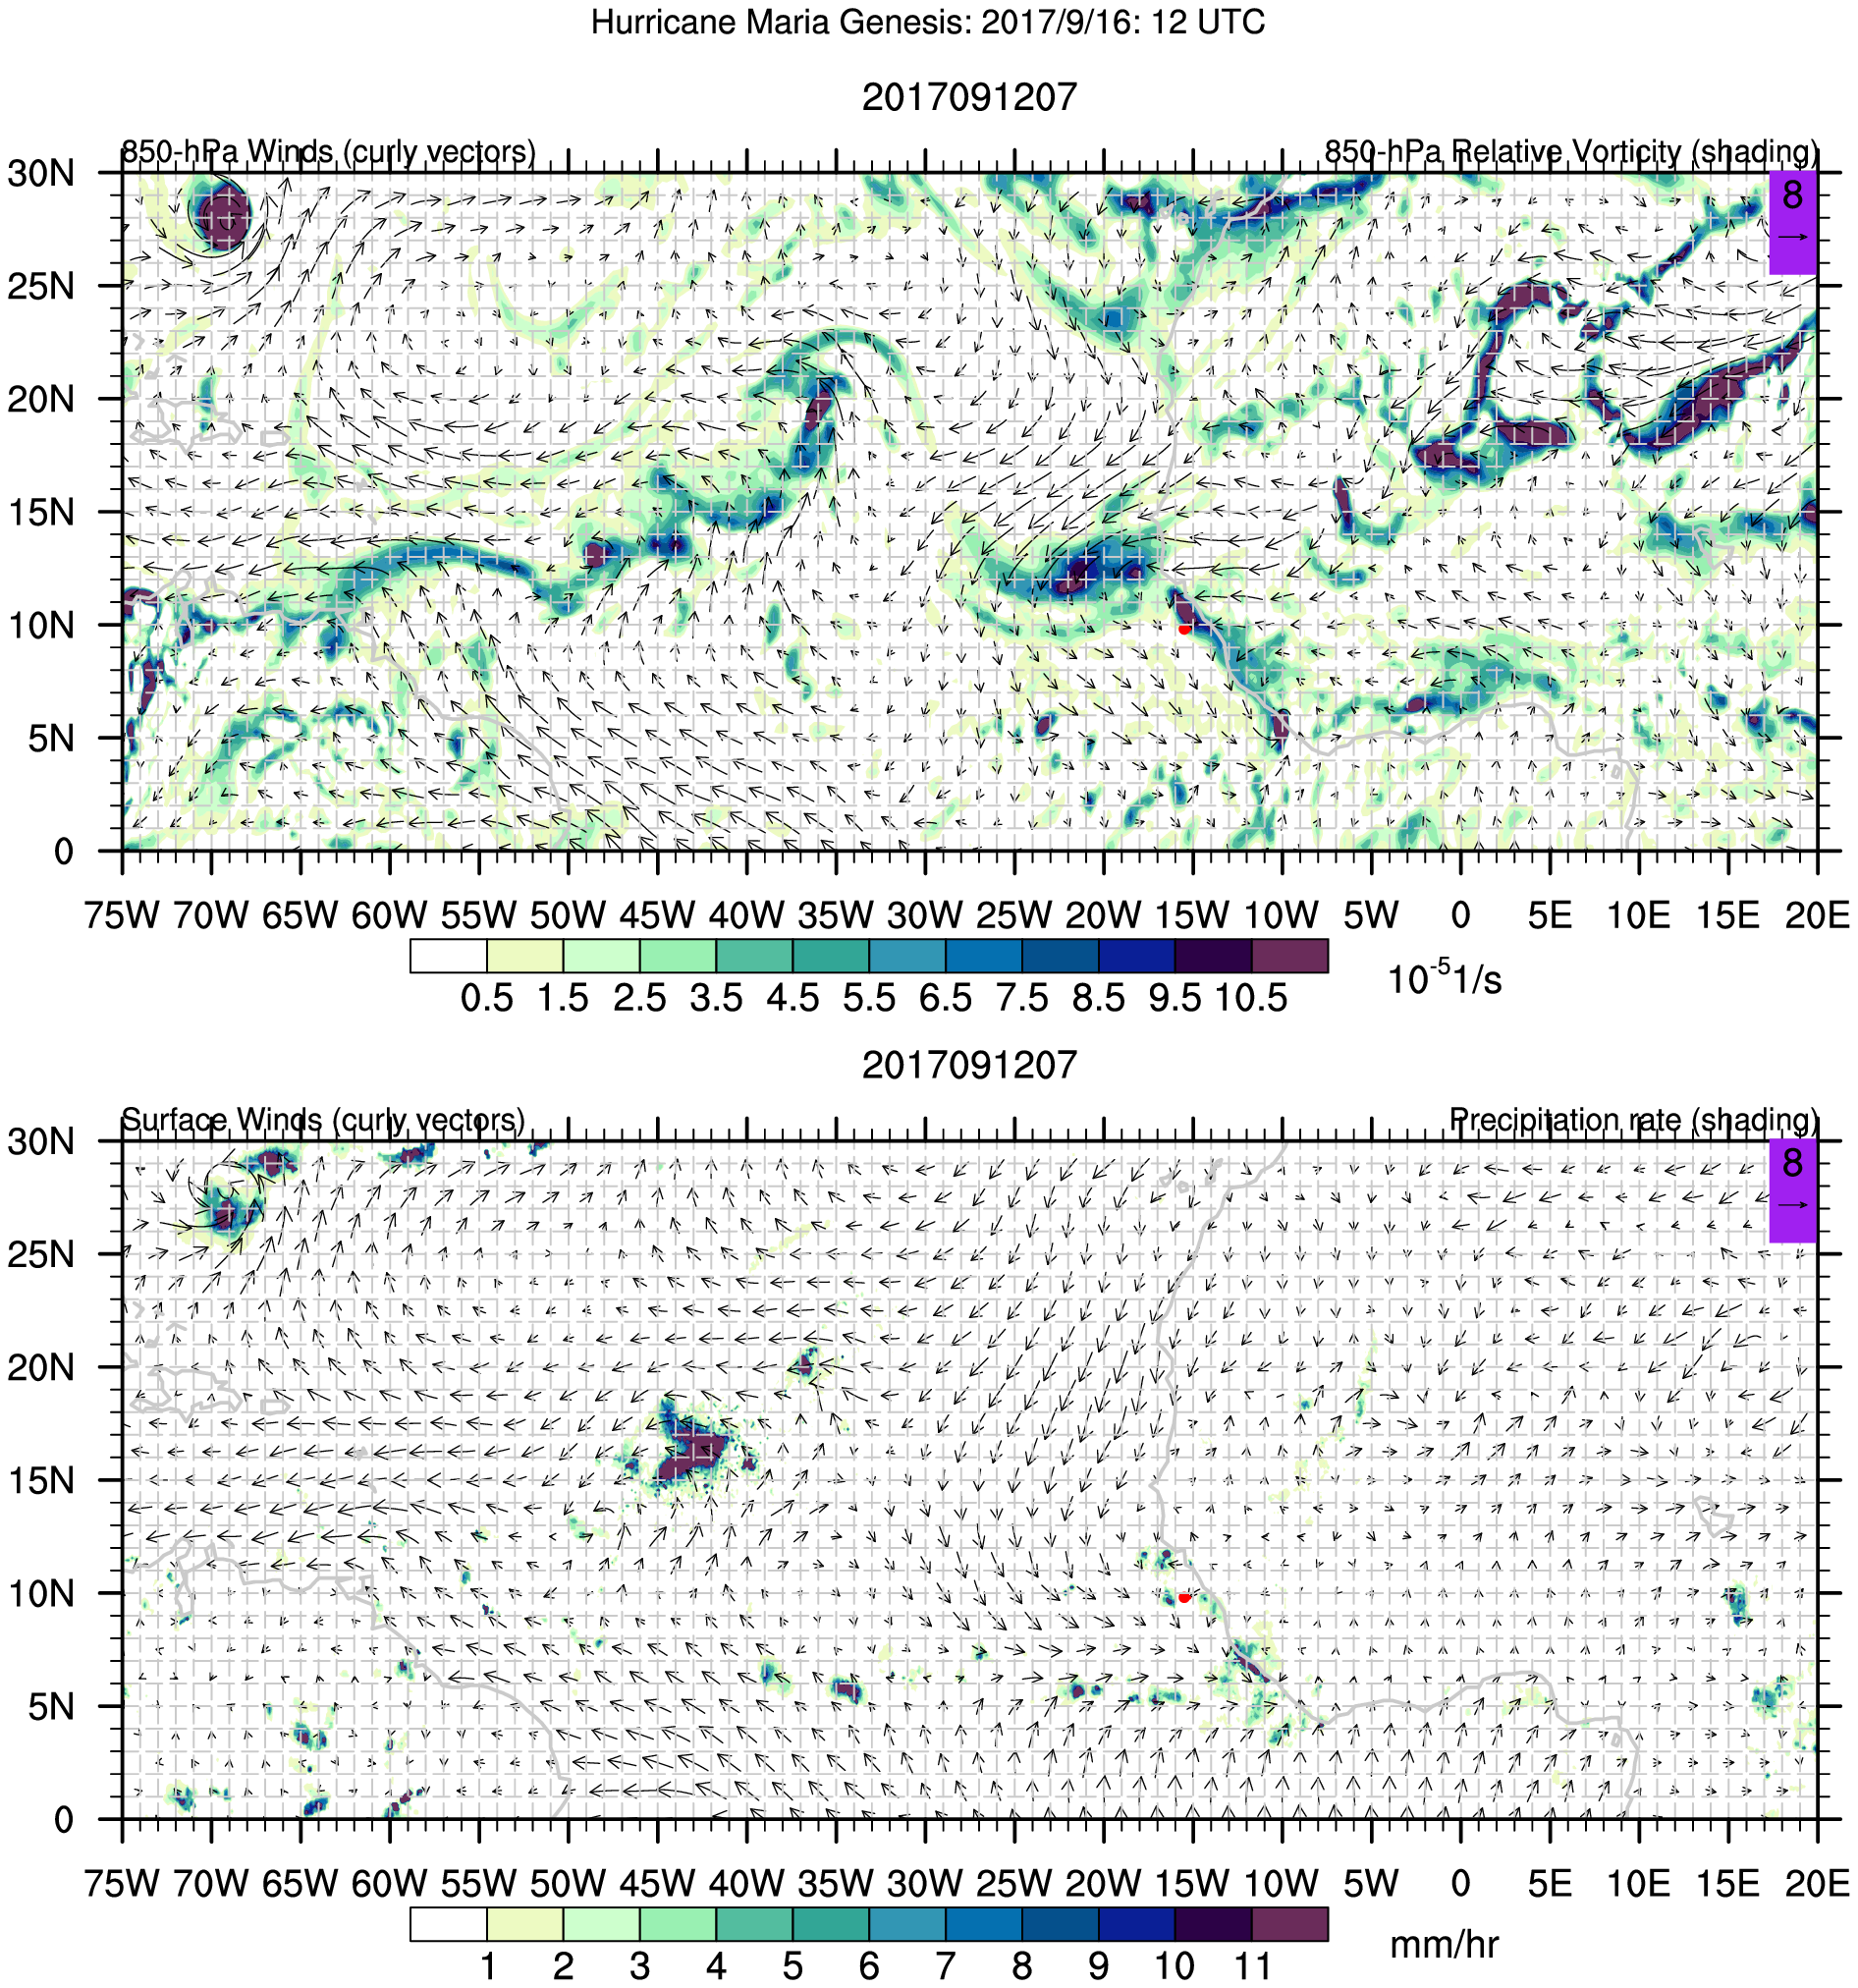 Hurricane Maria Genesis: 2017/9/16: 12 UTC
2017091207
850-hPa Winds (curly vectors) 850-hPa Relative Vorticity (shading)
8
30N
25N
20N
15N
10N
5N
0
75W 70W 65W 60W 55W 50W 45W 40W 35W 30W 25W 20W 15W 10W 5W 0 5E 10E 15E 20E
0.5 1.5 2.5 3.5 4.5 5.5 6.5 7.5 8.5 9.5 10.5
10⁻⁵1/s
2017091207
Surface Winds (curly vectors) Precipitation rate (shading)
8
30N
25N
20N
15N
10N
5N
0
75W 70W 65W 60W 55W 50W 45W 40W 35W 30W 25W 20W 15W 10W 5W 0 5E 10E 15E 20E
1 2 3 4 5 6 7 8 9 10 11
mm/hr